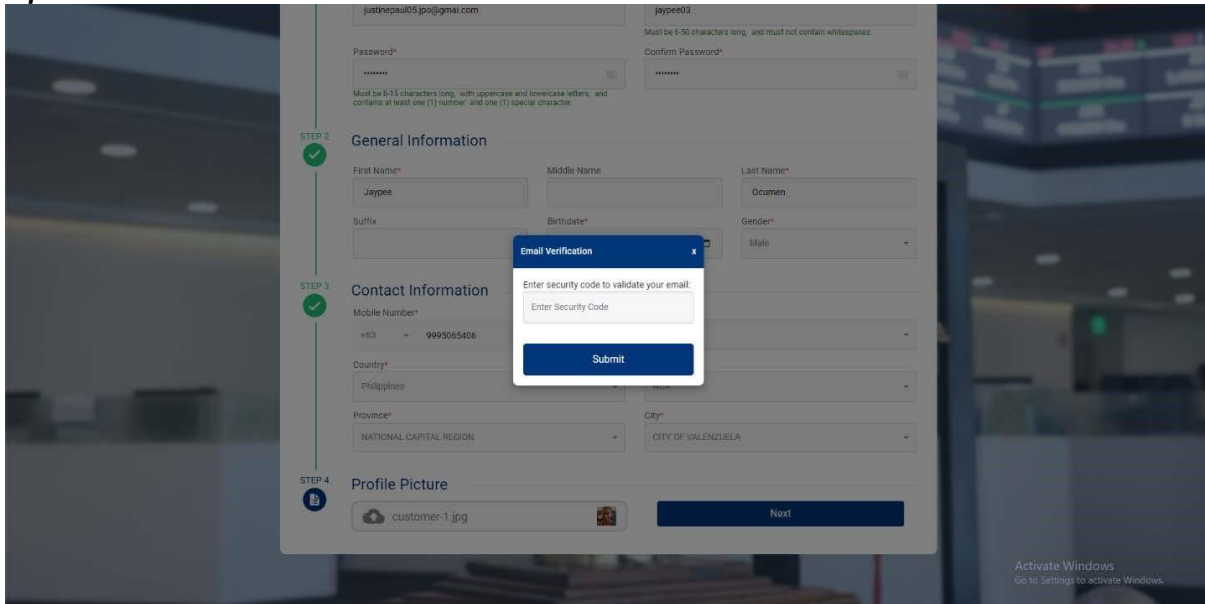 justinepaul05.jpo@gmai.com
jaypee03
Must be 6-50 characters long, and must not contain whitespaces.
Password*
Confirm Password*
••••••••
••••••••
Must be 8-15 characters long, with uppercase and lowercase letters, and
contains at least one (1) number and one (1) special character.
STEP 2
General Information
First Name*
Middle Name
Last Name*
Jaypee
Ocumen
Suffix
Birthdate*
Gender*
Male
Email Verification
x
Enter security code to validate your email:
Enter Security Code
Submit
STEP 3
Contact Information
Mobile Number*
+63
9995065406
Country*
Philippines
NCR
Province*
City*
NATIONAL CAPITAL REGION
CITY OF VALENZUELA
STEP 4
Profile Picture
customer-1.jpg
Next
Activate Windows
Go to Settings to activate Windows.